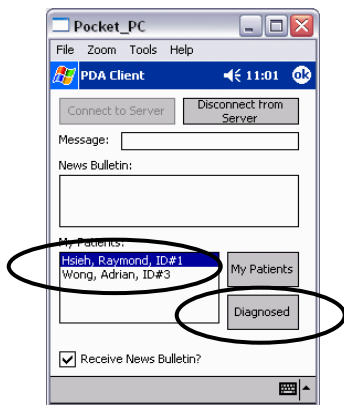 Pocket_PC
File Zoom Tools Help
PDA Client 11:01 ok
Connect to Server
Disconnect from
Server
Message:
News Bulletin:
My Patients:
Hsieh, Raymond, ID#1
Wong, Adrian, ID#3
My Patients
Diagnosed
Receive News Bulletin?